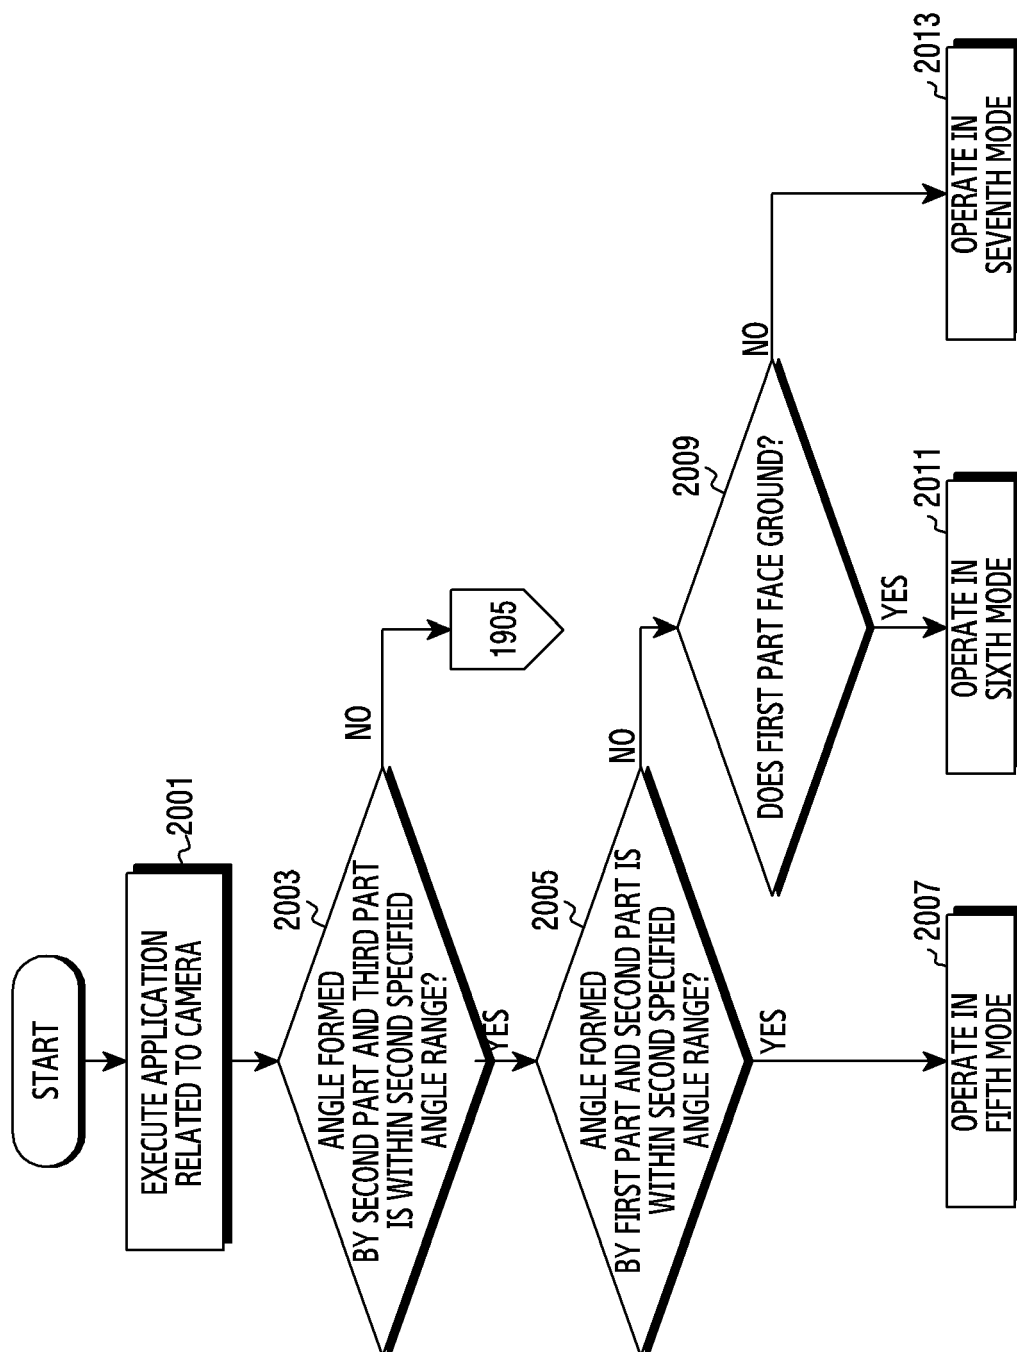 START
2001
EXECUTE APPLICATION
RELATED TO CAMERA
2003
ANGLE FORMED
BY SECOND PART AND THIRD PART
IS WITHIN SECOND SPECIFIED
ANGLE RANGE?
NO
1905
YES
2005
ANGLE FORMED
BY FIRST PART AND SECOND PART IS
WITHIN SECOND SPECIFIED
ANGLE RANGE?
NO
2009
DOES FIRST PART FACE GROUND?
NO
YES
YES
2007
OPERATE IN
FIFTH MODE
2011
OPERATE IN
SIXTH MODE
2013
OPERATE IN
SEVENTH MODE